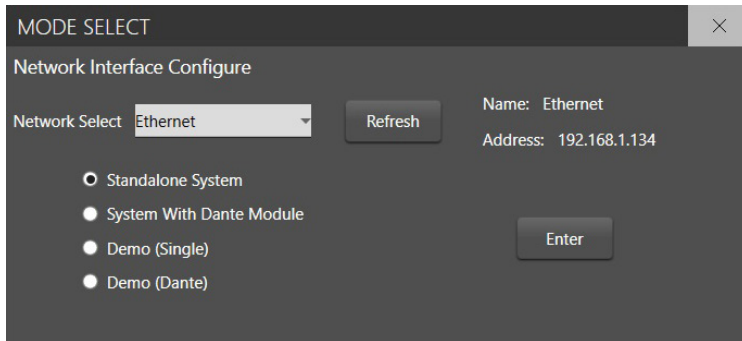 MODE SELECT
Network Interface Configure
Network Select Ethernet Refresh
Name: Ethernet
Address: 192.168.1.134
Standalone System
System With Dante Module
Demo (Single)
Demo (Dante)
Enter